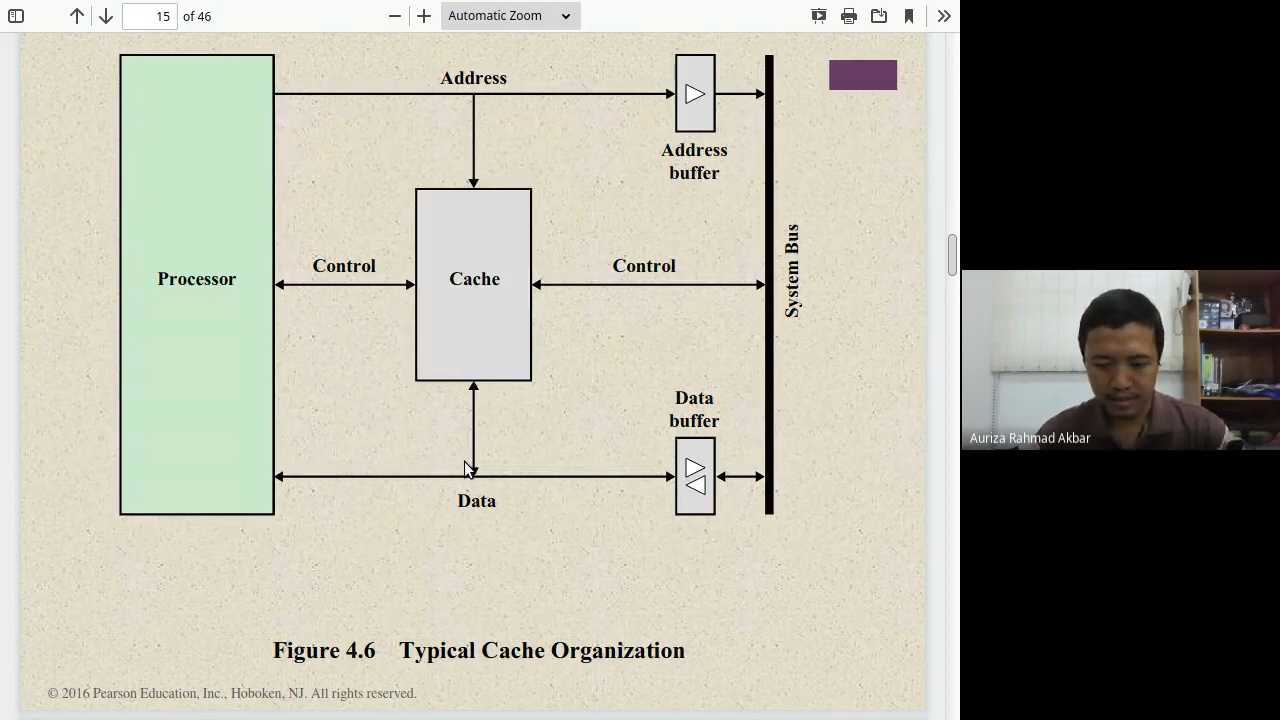 15 of 46
Automatic Zoom
Address
Address
buffer
Processor
Control
Cache
Control
System Bus
Data
buffer
Data
Auriza Rahmad Akbar
Figure 4.6 Typical Cache Organization
© 2016 Pearson Education, Inc., Hoboken, NJ. All rights reserved.